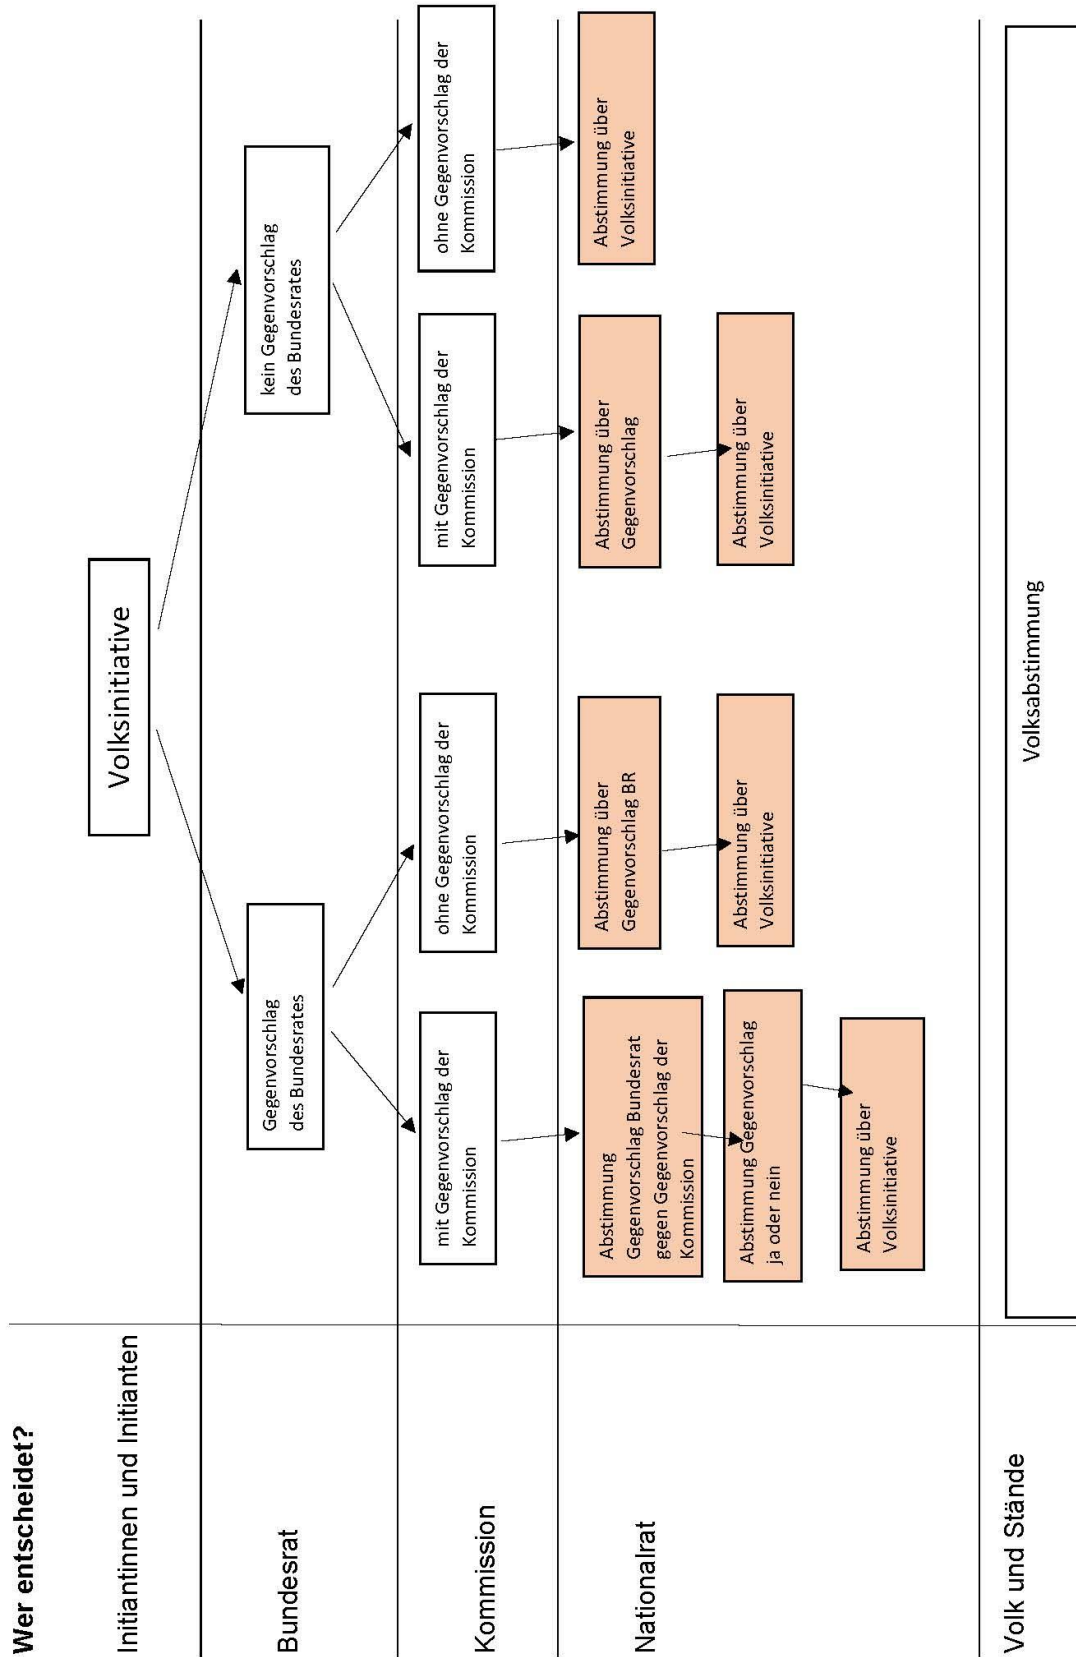 Wer entscheidet?
Initiantinnen und Initianten
Volksinitiative
Bundesrat
Gegenvorschlag
des Bundesrates
kein Gegenvorschlag
des Bundesrates
Kommission
mit Gegenvorschlag der
Kommission
ohne Gegenvorschlag der
Kommission
mit Gegenvorschlag der
Kommission
ohne Gegenvorschlag der
Kommission
Nationalrat
Abstimmung
Gegenvorschlag Bundesrat
gegen Gegenvorschlag der
Kommission
Abstimmung über
Gegenvorschlag BR
Abstimmung über
Gegenvorschlag
Abstimmung über
Volksinitiative
Abstimmung Gegenvorschlag
ja oder nein
Abstimmung über
Volksinitiative
Abstimmung über
Volksinitiative
Abstimmung über
Volksinitiative
Volk und Stände
Volksabstimmung